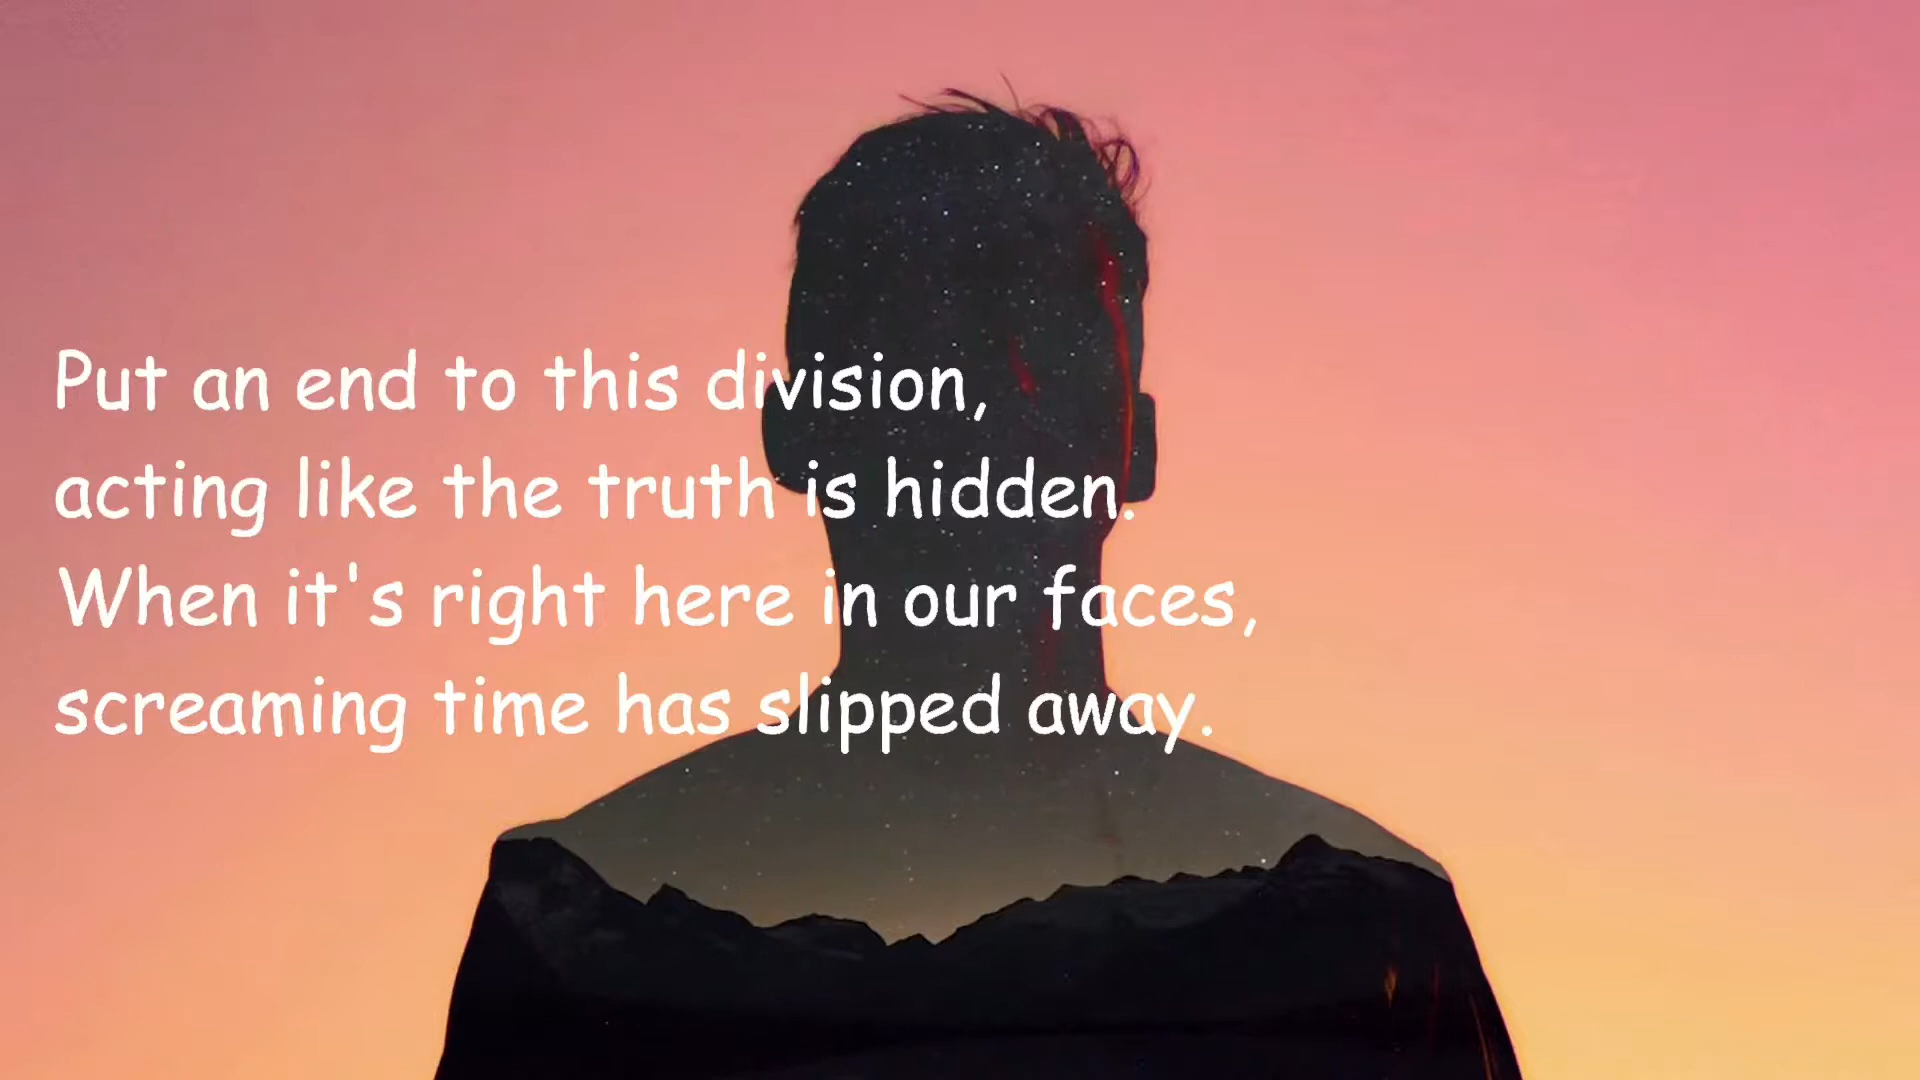 Put an end to this division,
acting like the truth is hidden.
When it's right here in our faces,
screaming time has slipped away.